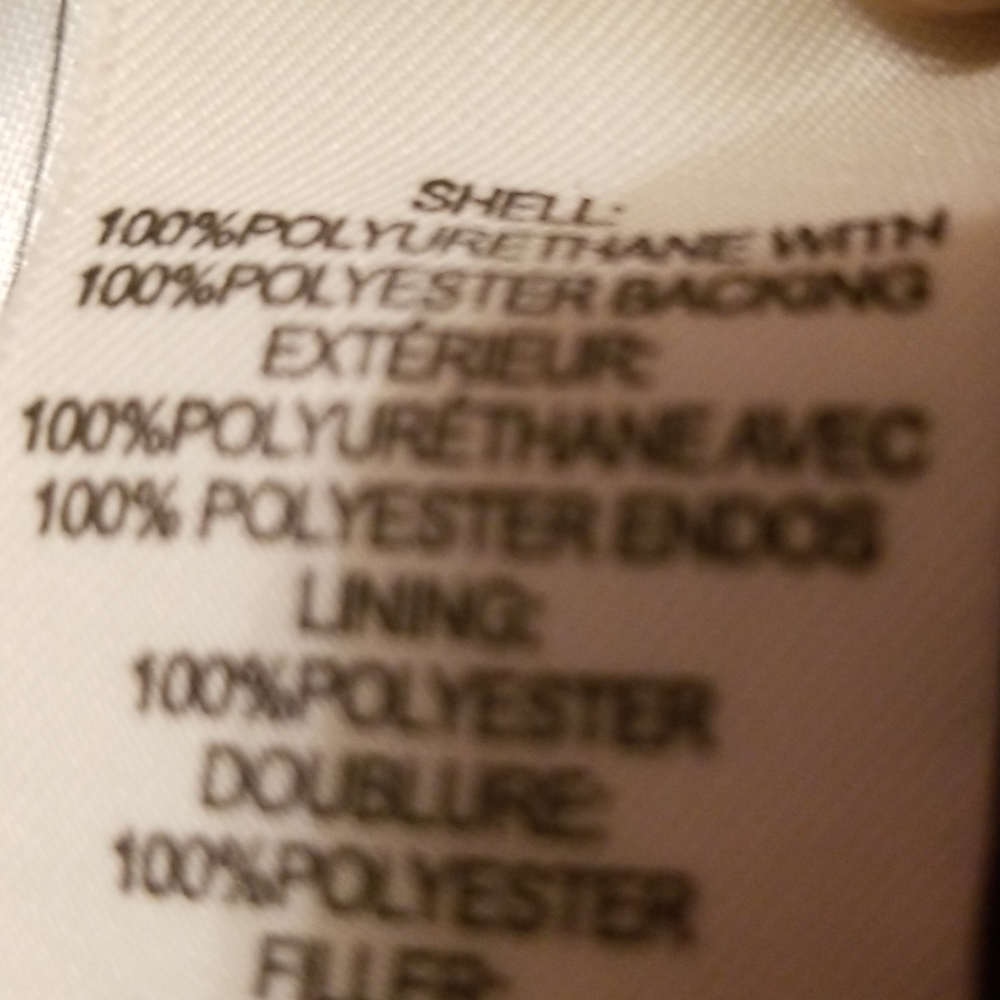 SHELL:
100%POLYURETHANE WITH
100%POLYESTER BACKING
EXTÉRIEUR:
100%POLYURÉTHANE AVEC
100% POLYESTER ENDOS
LINING:
100%POLYESTER
DOUBLURE:
100%POLYESTER
FILLER: